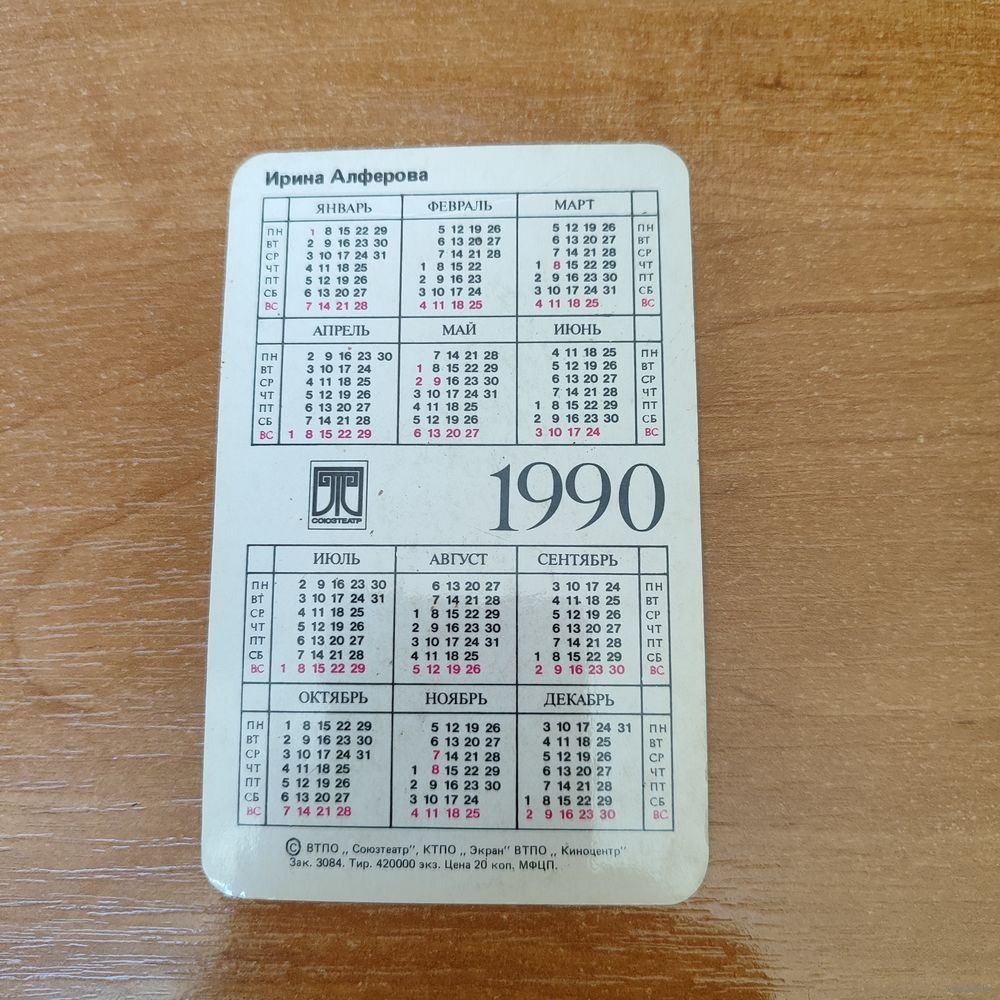 Ирина Алферова
ЯНВАРЬ ФЕВРАЛЬ МАРТ
ПН 1 8 15 22 29 5 12 19 26 5 12 19 26 ПН
ВТ 2 9 16 23 30 6 13 20 27 6 13 20 27 ВТ
СР 3 10 17 24 31 7 14 21 28 7 14 21 28 СР
ЧТ 4 11 18 25 1 8 15 22 1 8 15 22 29 ЧТ
ПТ 5 12 19 26 2 9 16 23 2 9 16 23 30 ПТ
СБ 6 13 20 27 3 10 17 24 3 10 17 24 31 СБ
ВС 7 14 21 28 4 11 18 25 4 11 18 25 ВС
АПРЕЛЬ МАЙ ИЮНЬ
ПН 2 9 16 23 30 7 14 21 28 4 11 18 25 ПН
ВТ 3 10 17 24 1 8 15 22 29 5 12 19 26 ВТ
СР 4 11 18 25 2 9 16 23 30 6 13 20 27 СР
ЧТ 5 12 19 26 3 10 17 24 31 7 14 21 28 ЧТ
ПТ 6 13 20 27 4 11 18 25 1 8 15 22 29 ПТ
СБ 7 14 21 28 5 12 19 26 2 9 16 23 30 СБ
ВС 1 8 15 22 29 6 13 20 27 3 10 17 24 ВС
СОЮЗТЕАТР
1990
ИЮЛЬ АВГУСТ СЕНТЯБРЬ
ПН 2 9 16 23 30 6 13 20 27 3 10 17 24 ПН
ВТ 3 10 17 24 31 7 14 21 28 4 11 18 25 ВТ
СР 4 11 18 25 1 8 15 22 29 5 12 19 26 СР
ЧТ 5 12 19 26 2 9 16 23 30 6 13 20 27 ЧТ
ПТ 6 13 20 27 3 10 17 24 31 7 14 21 28 ПТ
СБ 7 14 21 28 4 11 18 25 1 8 15 22 29 СБ
ВС 1 8 15 22 29 5 12 19 26 2 9 16 23 30 ВС
ОКТЯБРЬ НОЯБРЬ ДЕКАБРЬ
ПН 1 8 15 22 29 5 12 19 26 3 10 17 24 31 ПН
ВТ 2 9 16 23 30 6 13 20 27 4 11 18 25 ВТ
СР 3 10 17 24 31 7 14 21 28 5 12 19 26 СР
ЧТ 4 11 18 25 1 8 15 22 29 6 13 20 27 ЧТ
ПТ 5 12 19 26 2 9 16 23 30 7 14 21 28 ПТ
СБ 6 13 20 27 3 10 17 24 1 8 15 22 29 СБ
ВС 7 14 21 28 4 11 18 25 2 9 16 23 30 ВС
© ВТПО „ Союзтеатр", КТПО „ Экран" ВТПО „ Киноцентр"
Зак. 3084. Тир. 420000 экз. Цена 20 коп. МФЦП.